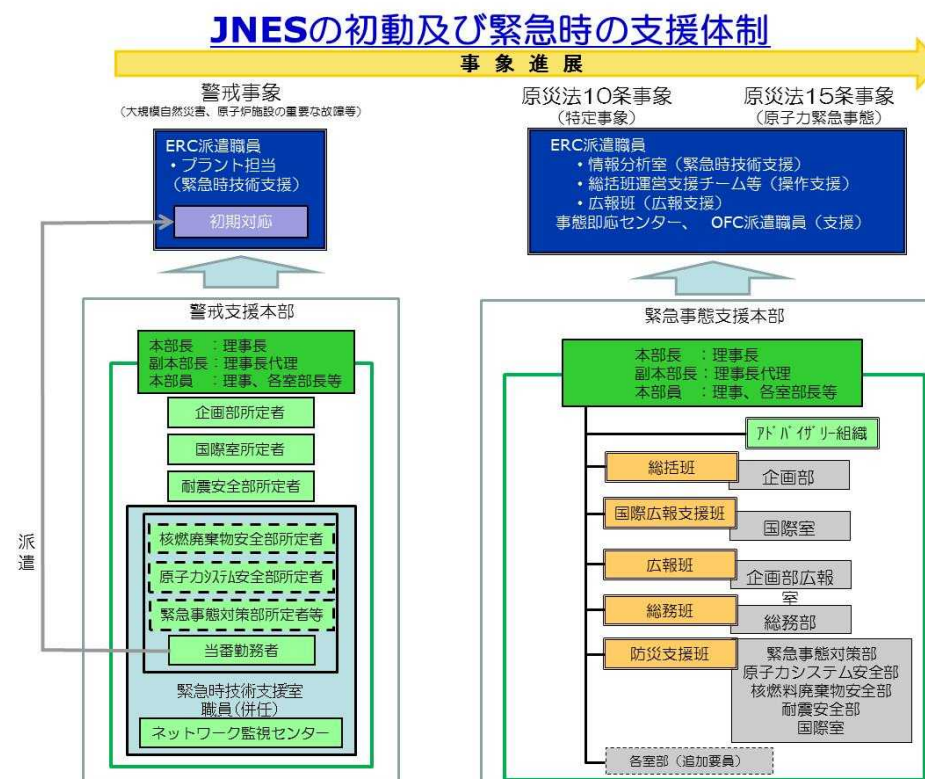 JNESの初動及び緊急時の支援体制
事 象 進 展
警戒事象
(大規模自然災害、原子炉施設の重要な故障等)
ERC派遣職員
・プラント担当
(緊急時技術支援)
初期対応
警戒支援本部
本部長 :理事長
副本部長:理事長代理
本部員 :理事、各室部長等
企画部所定者
国際室所定者
耐震安全部所定者
核燃廃棄物安全部所定者
原子力システム安全部所定者
緊急事態対策部所定者等
当番勤務者
緊急時技術支援室
職員(併任)
ネットワーク監視センター
派遣
原災法10条事象
(特定事象)
原災法15条事象
(原子力緊急事態)
ERC派遣職員
・情報分析室(緊急時技術支援)
・総括班運営支援チーム等(操作支援)
・広報班(広報支援)
事態即応センター、 OFC派遣職員(支援)
緊急事態支援本部
本部長 :理事長
副本部長:理事長代理
本部員 :理事、各室部長等
アドバイザリー組織
総括班
企画部
国際広報支援班
国際室
広報班
企画部広報
室
総務班
総務部
防災支援班
緊急事態対策部
原子力システム安全部
核燃料廃棄物安全部
耐震安全部
国際室
各室部(追加要員)